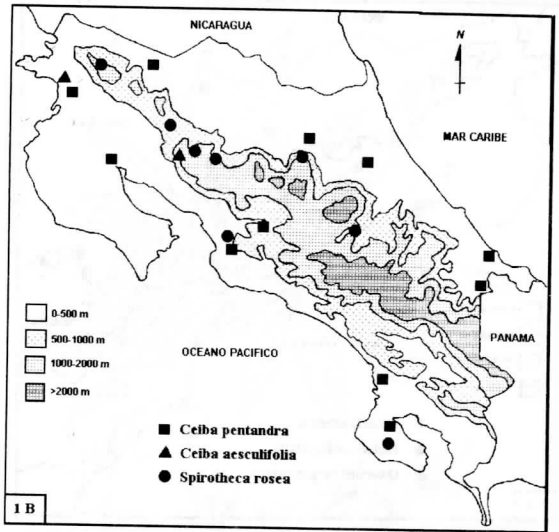 NICARAGUA
N
MAR CARIBE
0-500 m
500-1000 m
1000-2000 m
>2000 m
OCEANO PACIFICO
PANAMA
Ceiba pentandra
Ceiba aesculifolia
Spirotheca rosea
1 B